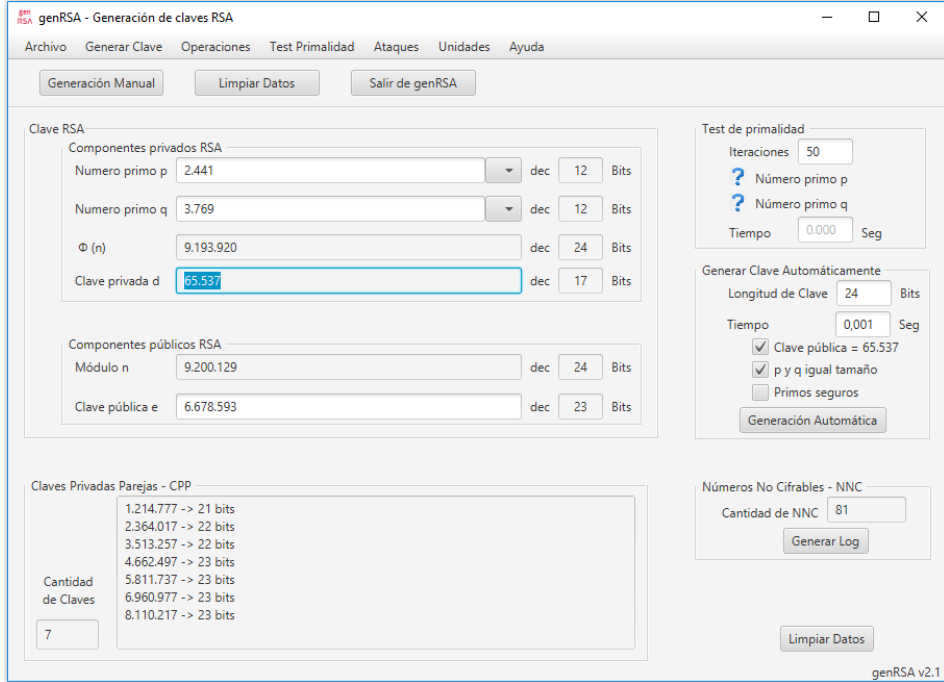 gen RSA genRSA - Generación de claves RSA
Archivo Generar Clave Operaciones Test Primalidad Ataques Unidades Ayuda
Generación Manual Limpiar Datos Salir de genRSA
Clave RSA
Componentes privados RSA
Numero primo p 2.441 dec 12 Bits
Numero primo q 3.769 dec 12 Bits
Φ (n) 9.193.920 dec 24 Bits
Clave privada d 65.537 dec 17 Bits
Componentes públicos RSA
Módulo n 9.200.129 dec 24 Bits
Clave pública e 6.678.593 dec 23 Bits
Test de primalidad
Iteraciones 50
? Número primo p
? Número primo q
Tiempo 0.000 Seg
Generar Clave Automáticamente
Longitud de Clave 24 Bits
Tiempo 0,001 Seg
Clave pública = 65.537
p y q igual tamaño
Primos seguros
Generación Automática
Claves Privadas Parejas - CPP
1.214.777 -> 21 bits
2.364.017 -> 22 bits
3.513.257 -> 22 bits
4.662.497 -> 23 bits
5.811.737 -> 23 bits
6.960.977 -> 23 bits
8.110.217 -> 23 bits
Cantidad
de Claves
7
Números No Cifrables - NNC
Cantidad de NNC 81
Generar Log
Limpiar Datos
genRSA v2.1